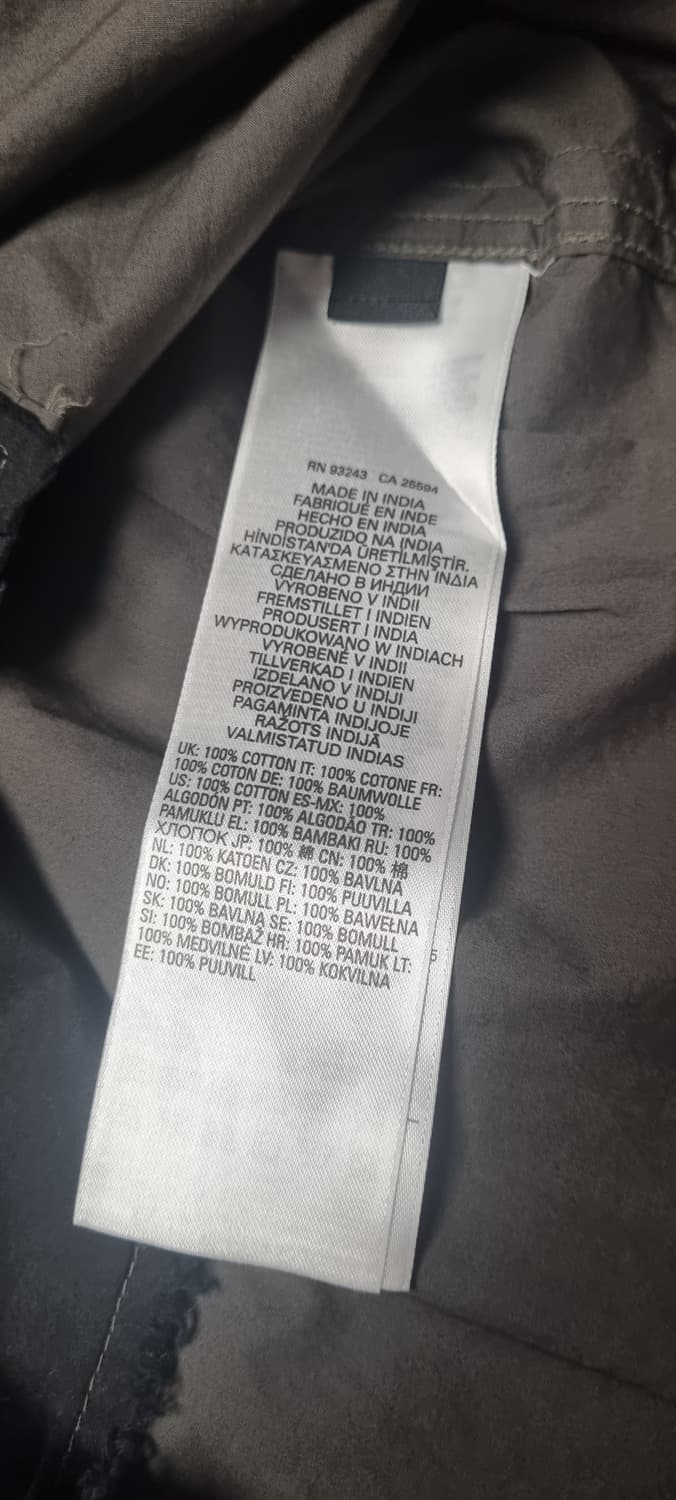 RN 93243 CA 25594
MADE IN INDIA
FABRIQUÉ EN INDE
HECHO EN INDIA
PRODUZIDO NA INDIA
HİNDİSTAN'DA ÜRETİLMİŞTİR.
ΚΑΤΑΣΚΕΥΑΣΜΕΝΟ ΣΤΗΝ ΙΝΔΙΑ
СДЕЛАНО В ИНДИИ
VYROBENO V INDII
FREMSTILLET I INDIEN
PRODUSERT I INDIA
WYPRODUKOWANO W INDIACH
VYROBENÉ V INDII
TILLVERKAD I INDIEN
IZDELANO V INDIJI
PROIZVEDENO U INDIJI
PAGAMINTA INDIJOJE
RAŽOTS INDIJĀ
VALMISTATUD INDIAS
UK: 100% COTTON IT: 100% COTONE FR:
100% COTON DE: 100% BAUMWOLLE
US: 100% COTTON ES-MX: 100%
ALGODÓN PT: 100% ALGODÃO TR: 100%
PAMUKLU EL: 100% BAMBAKI RU: 100%
ХЛОПОК JP: 100% 綿 CN: 100% 棉
NL: 100% KATOEN CZ: 100% BAVLNA
DK: 100% BOMULD FI: 100% PUUVILLA
NO: 100% BOMULL PL: 100% BAWEŁNA
SK: 100% BAVLNA SE: 100% BOMULL
SI: 100% BOMBAŽ HR: 100% PAMUK LT:
100% MEDVILNĖ LV: 100% KOKVILNA
EE: 100% PUUVILL